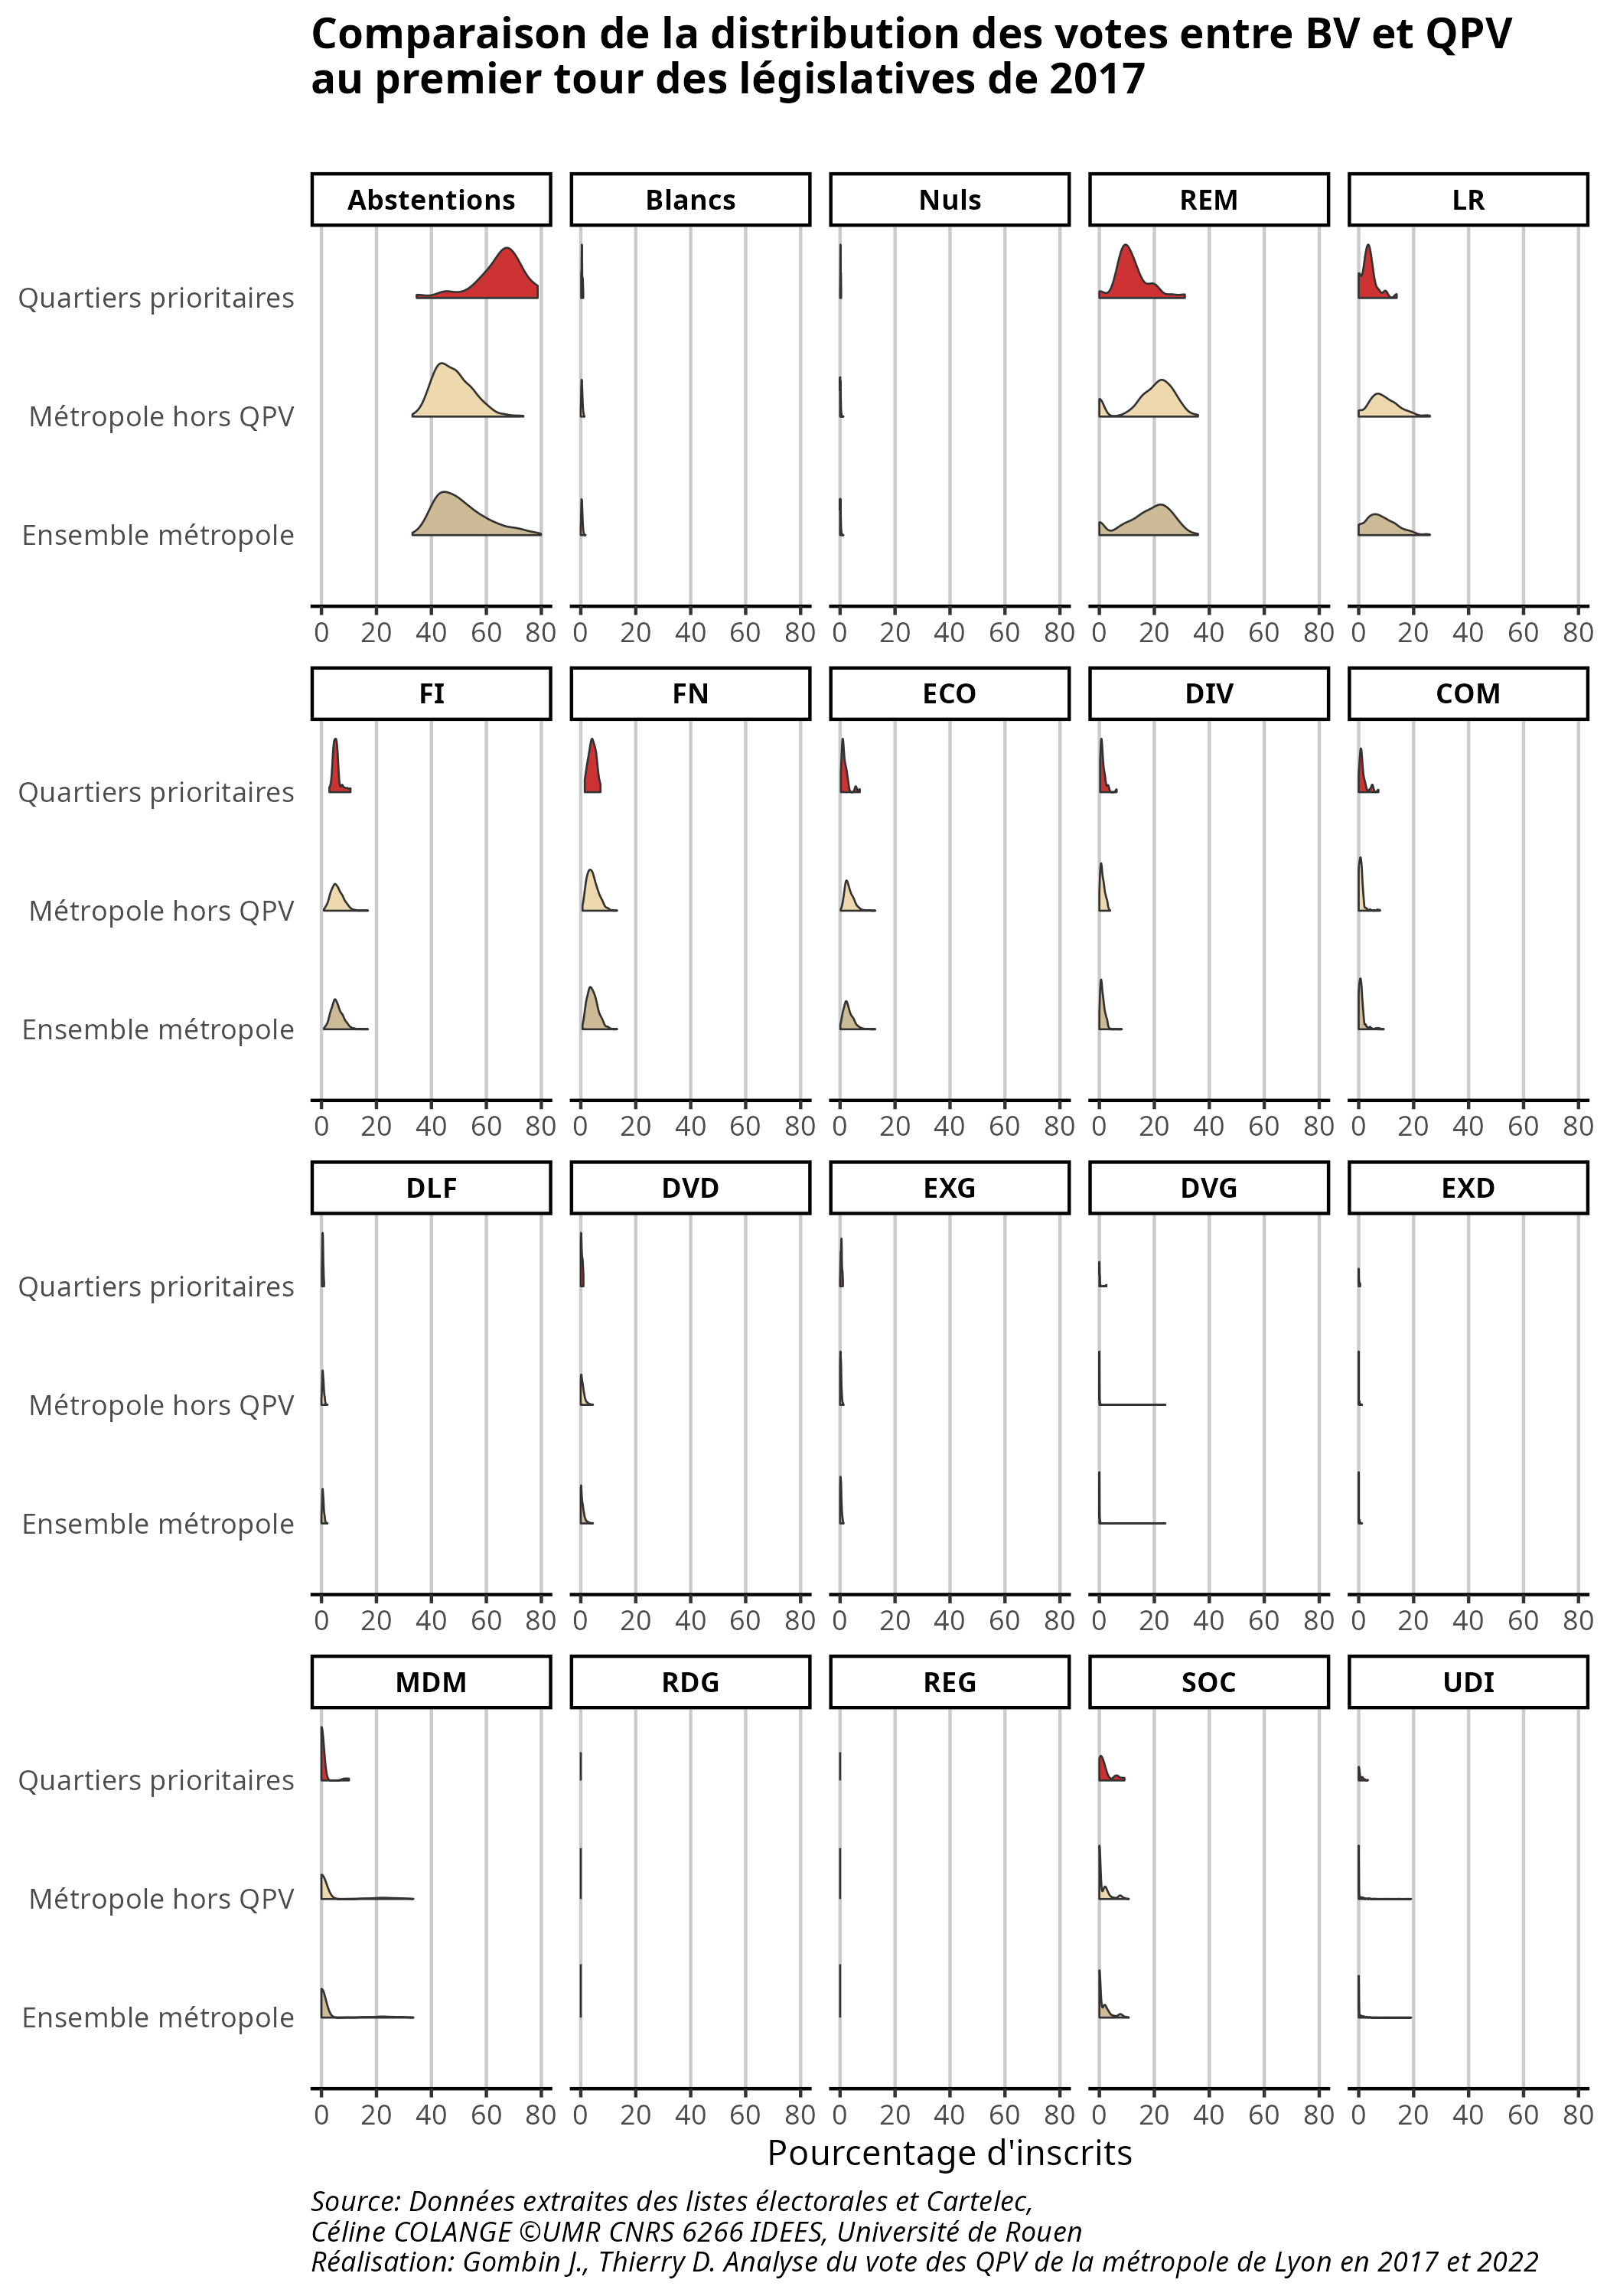 Comparaison de la distribution des votes entre BV et QPV
au premier tour des législatives de 2017
Abstentions Blancs Nuls REM LR
Quartiers prioritaires
Métropole hors QPV
Ensemble métropole
0 20 40 60 80 0 20 40 60 80 0 20 40 60 80 0 20 40 60 80 0 20 40 60 80
FI FN ECO DIV COM
Quartiers prioritaires
Métropole hors QPV
Ensemble métropole
0 20 40 60 80 0 20 40 60 80 0 20 40 60 80 0 20 40 60 80 0 20 40 60 80
DLF DVD EXG DVG EXD
Quartiers prioritaires
Métropole hors QPV
Ensemble métropole
0 20 40 60 80 0 20 40 60 80 0 20 40 60 80 0 20 40 60 80 0 20 40 60 80
MDM RDG REG SOC UDI
Quartiers prioritaires
Métropole hors QPV
Ensemble métropole
0 20 40 60 80 0 20 40 60 80 0 20 40 60 80 0 20 40 60 80 0 20 40 60 80
Pourcentage d'inscrits
Source: Données extraites des listes électorales et Cartelec,
Céline COLANGE ©UMR CNRS 6266 IDEES, Université de Rouen
Réalisation: Gombin J., Thierry D. Analyse du vote des QPV de la métropole de Lyon en 2017 et 2022